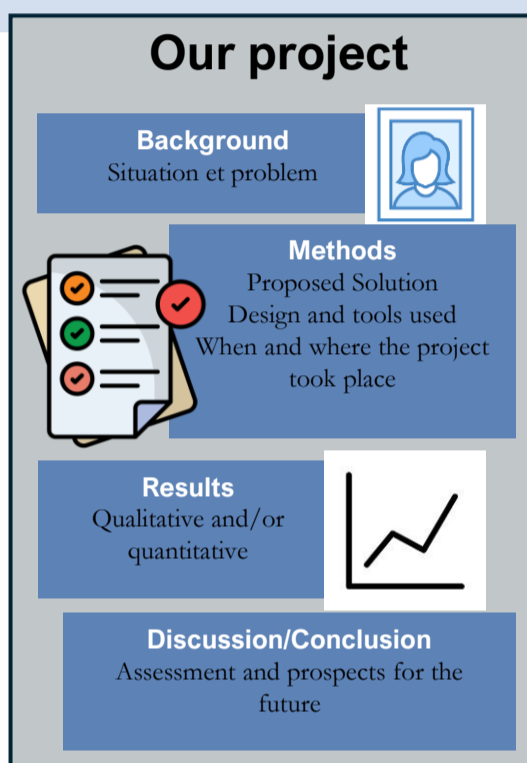 Our project
Background
Situation et problem
Methods
Proposed Solution
Design and tools used
When and where the project
took place
Results
Qualitative and/or
quantitative
Discussion/Conclusion
Assessment and prospects for the
future